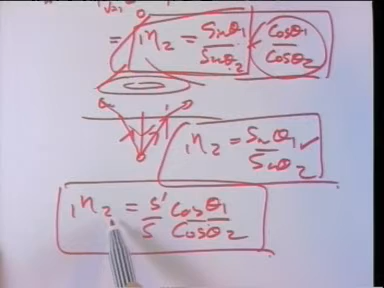 = ₁n₂ = Sinθ₁/Sinθ₂ Cosθ₁/Cosθ₂
₁n₂ = Sinθ₁/Sinθ₂ ✓
₁n₂ = S'/S Cosθ₁/Cosθ₂